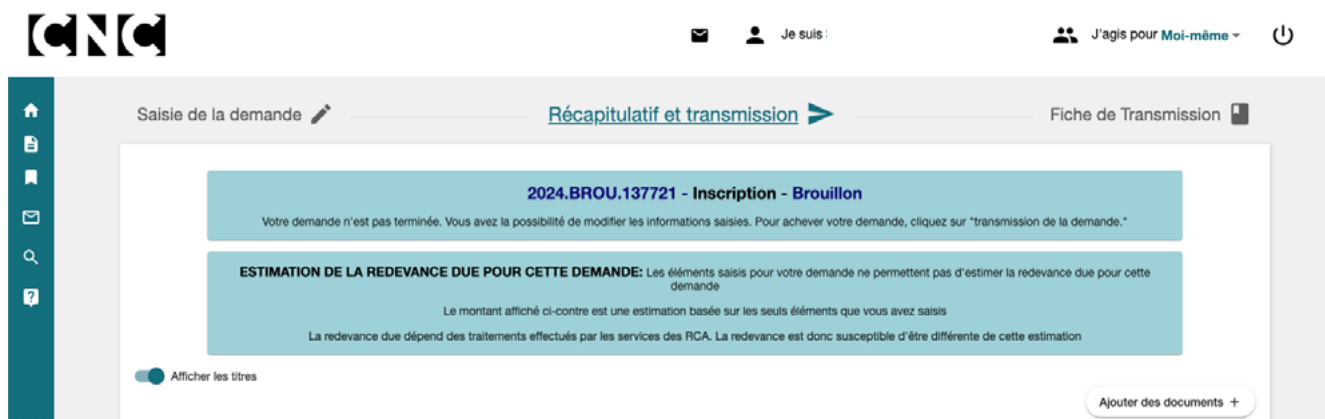 CNC
Je suis
J'agis pour Moi-même
Saisie de la demande
Récapitulatif et transmission
Fiche de Transmission
2024.BROU.137721 - Inscription - Brouillon
Votre demande n'est pas terminée. Vous avez la possibilité de modifier les informations saisies. Pour achever votre demande, cliquez sur "transmission de la demande."
ESTIMATION DE LA REDEVANCE DUE POUR CETTE DEMANDE: Les éléments saisis pour votre demande ne permettent pas d'estimer la redevance due pour cette
demande
Le montant affiché ci-contre est une estimation basée sur les seuls éléments que vous avez saisis
La redevance due dépend des traitements effectués par les services des RCA. La redevance est donc susceptible d'être différente de cette estimation
Afficher les titres
Ajouter des documents +